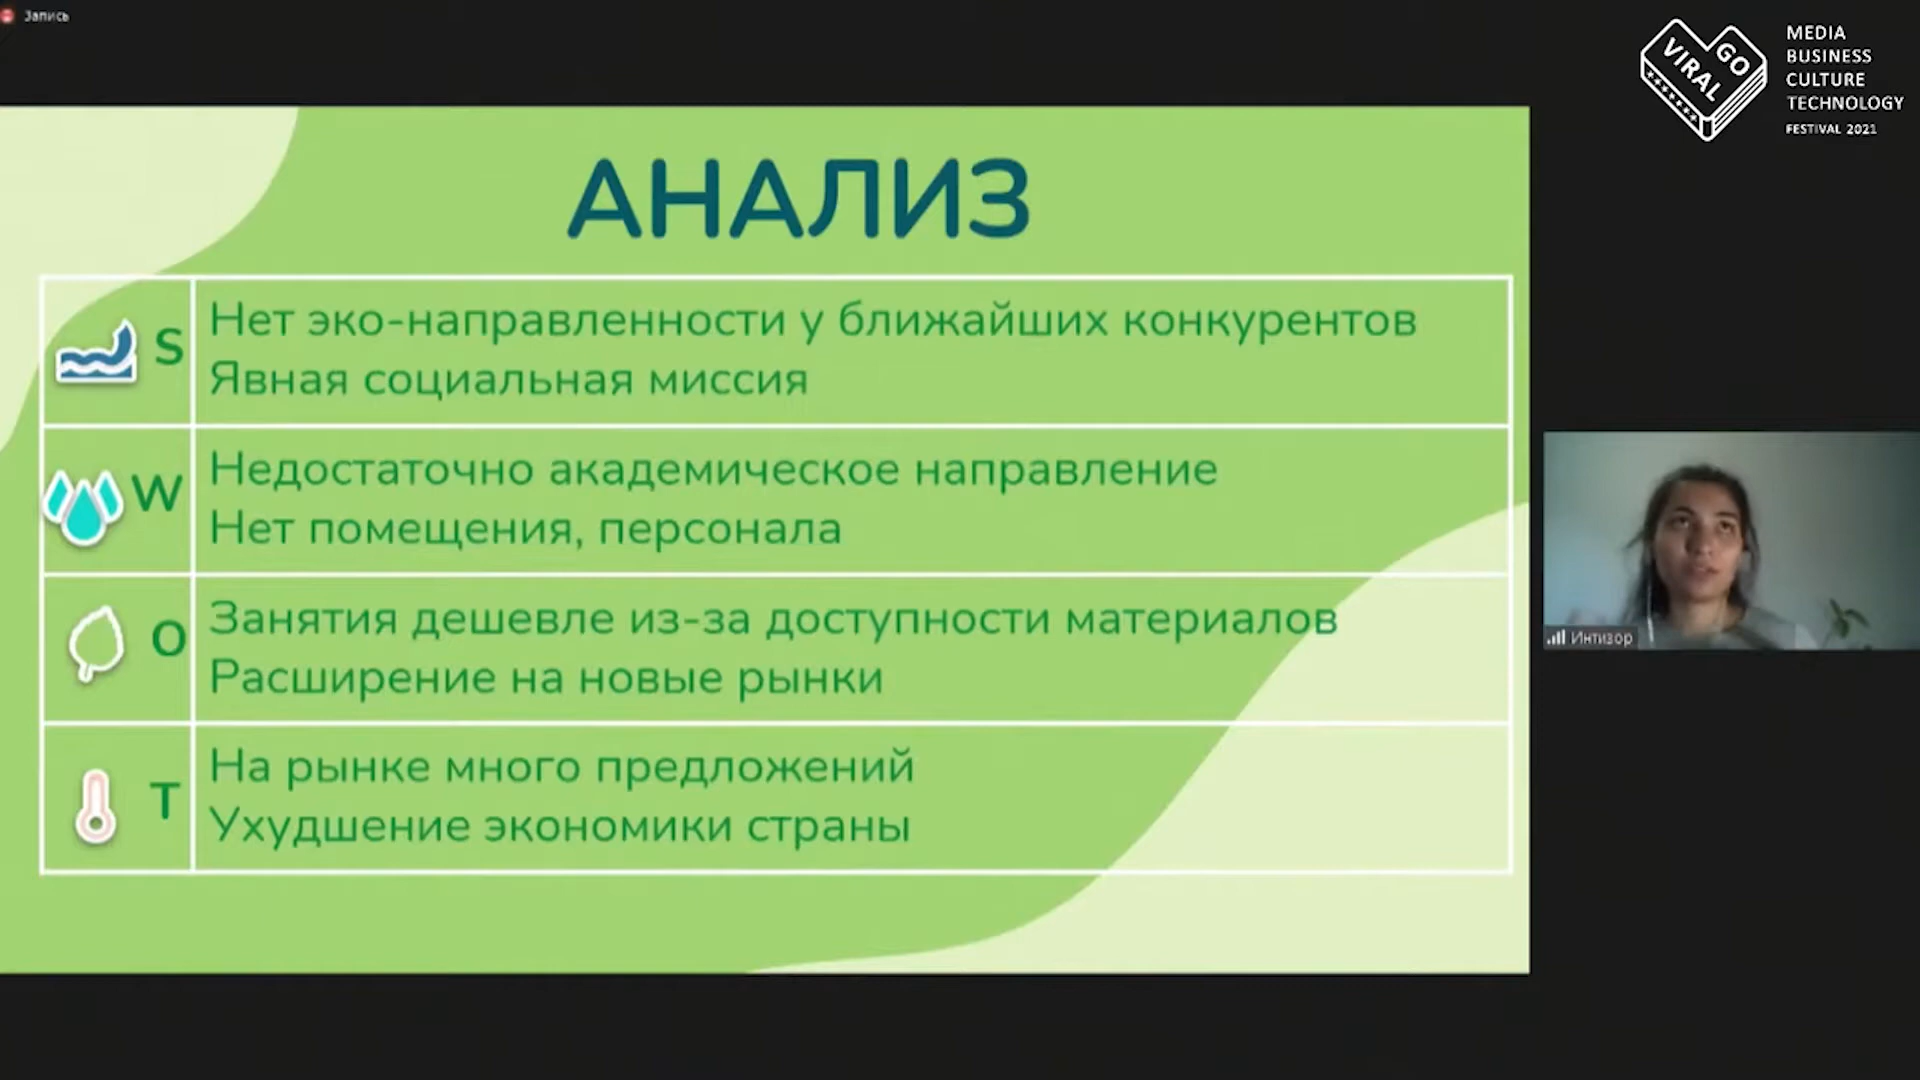 Запись
VIRAL GO
MEDIA
BUSINESS
CULTURE
TECHNOLOGY
FESTIVAL 2021
АНАЛИЗ
S
Нет эко-направленности у ближайших конкурентов
Явная социальная миссия
W
Недостаточно академическое направление
Нет помещения, персонала
O
Занятия дешевле из-за доступности материалов
Расширение на новые рынки
T
На рынке много предложений
Ухудшение экономики страны
Интизор